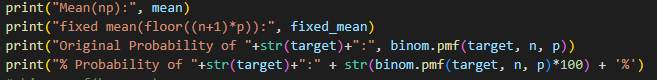 print("Mean(np):", mean)
print("fixed mean(floor((n+1)*p)):", fixed_mean)
print("Original Probability of "+str(target)+":", binom.pmf(target, n, p))
print("% Probability of "+str(target)+":" + str(binom.pmf(target, n, p)*100) + '%')